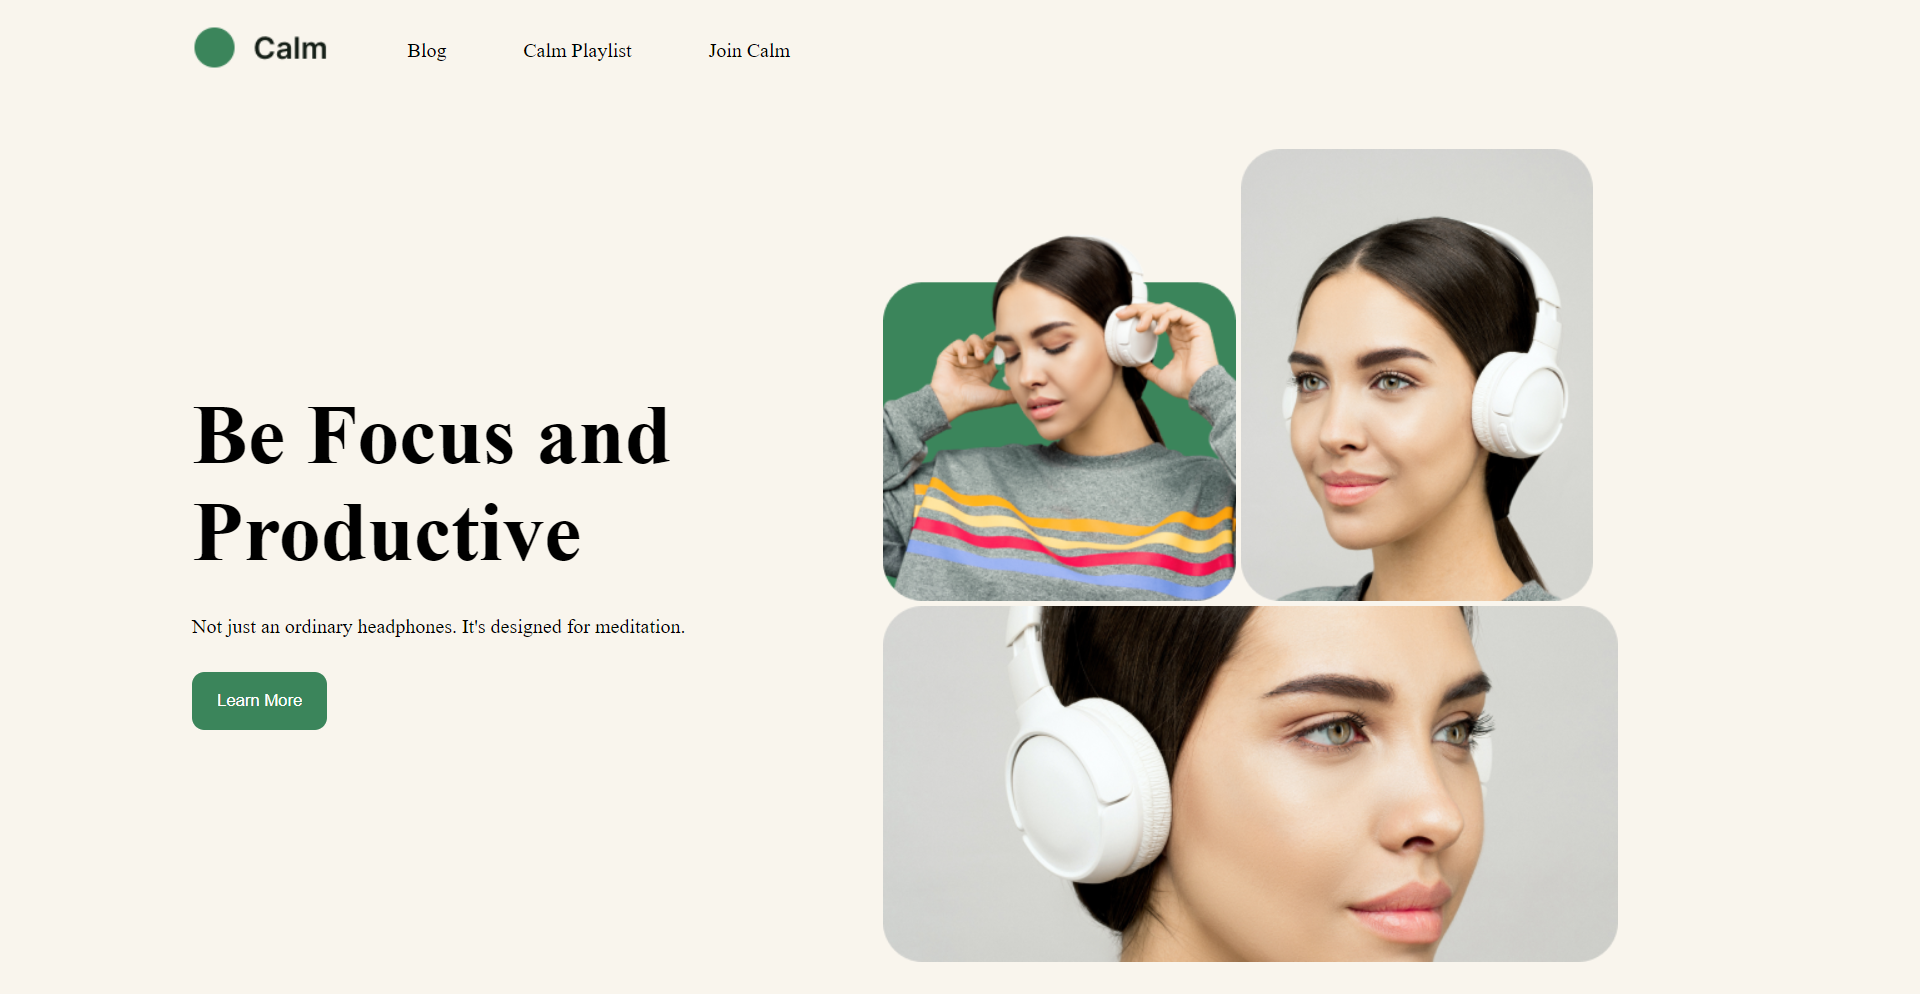 Calm
Blog
Calm Playlist
Join Calm
Be Focus and
Productive
Not just an ordinary headphones. It's designed for meditation.
Learn More